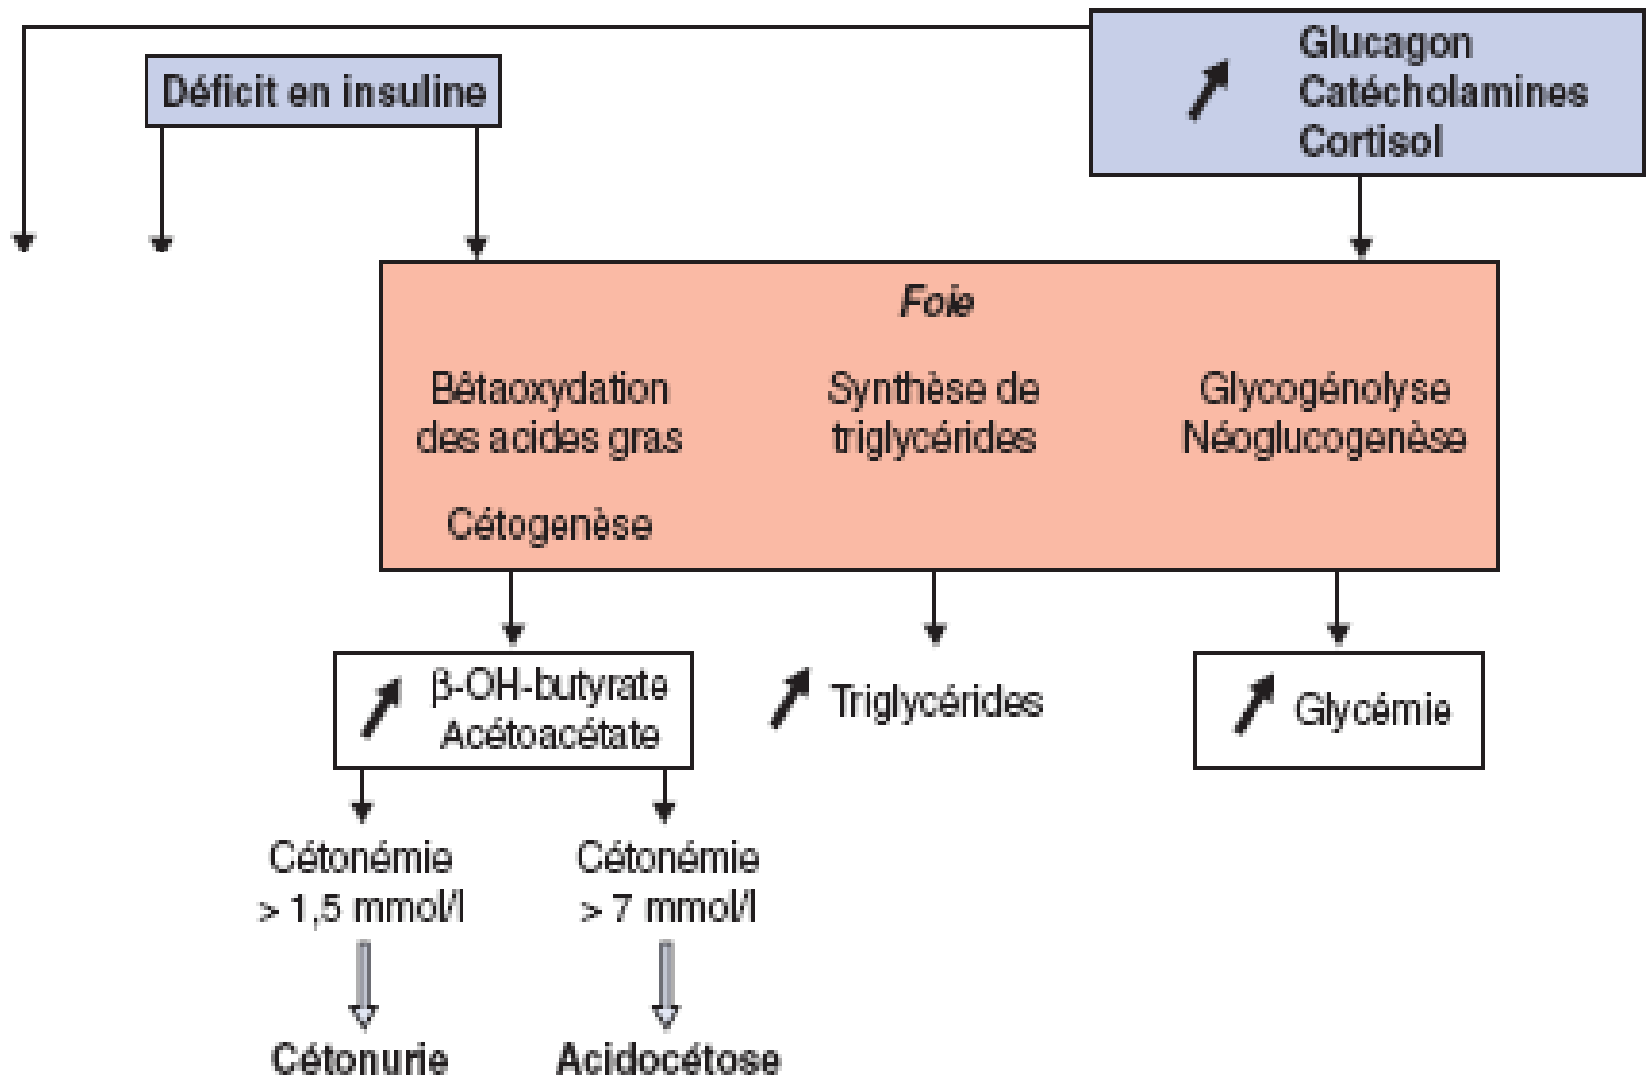 Déficit en insuline
Glucagon
Catécholamines
Cortisol
Foie
Bêtaoxydation
des acides gras
Cétogenèse
Synthèse de
triglycérides
Glycogénolyse
Néoglucogenèse
β-OH-butyrate
Acétoacétate
Triglycérides
Glycémie
Cétonémie
> 1,5 mmol/l
Cétonémie
> 7 mmol/l
Cétonurie
Acidocétose